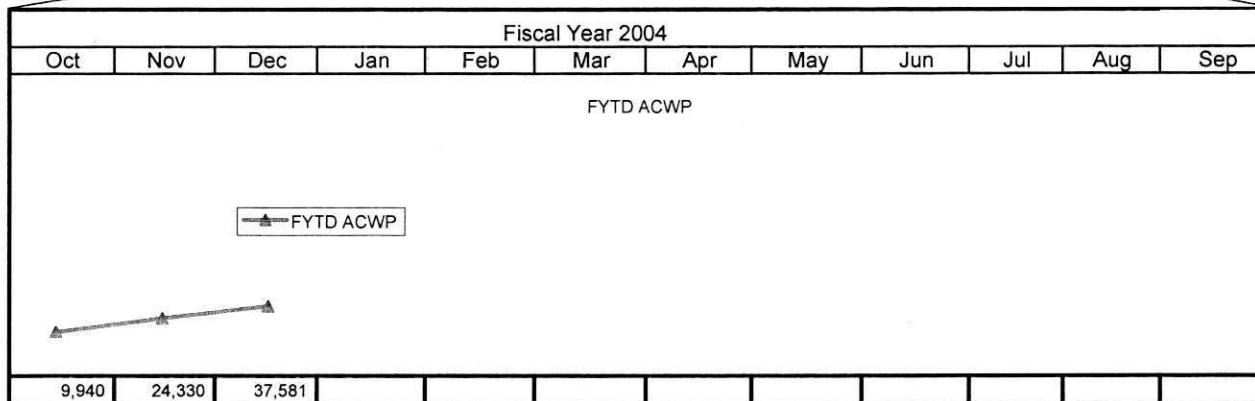 Fiscal Year 2004
Oct Nov Dec Jan Feb Mar Apr May Jun Jul Aug Sep
FYTD ACWP
FYTD ACWP
9,940 24,330 37,581